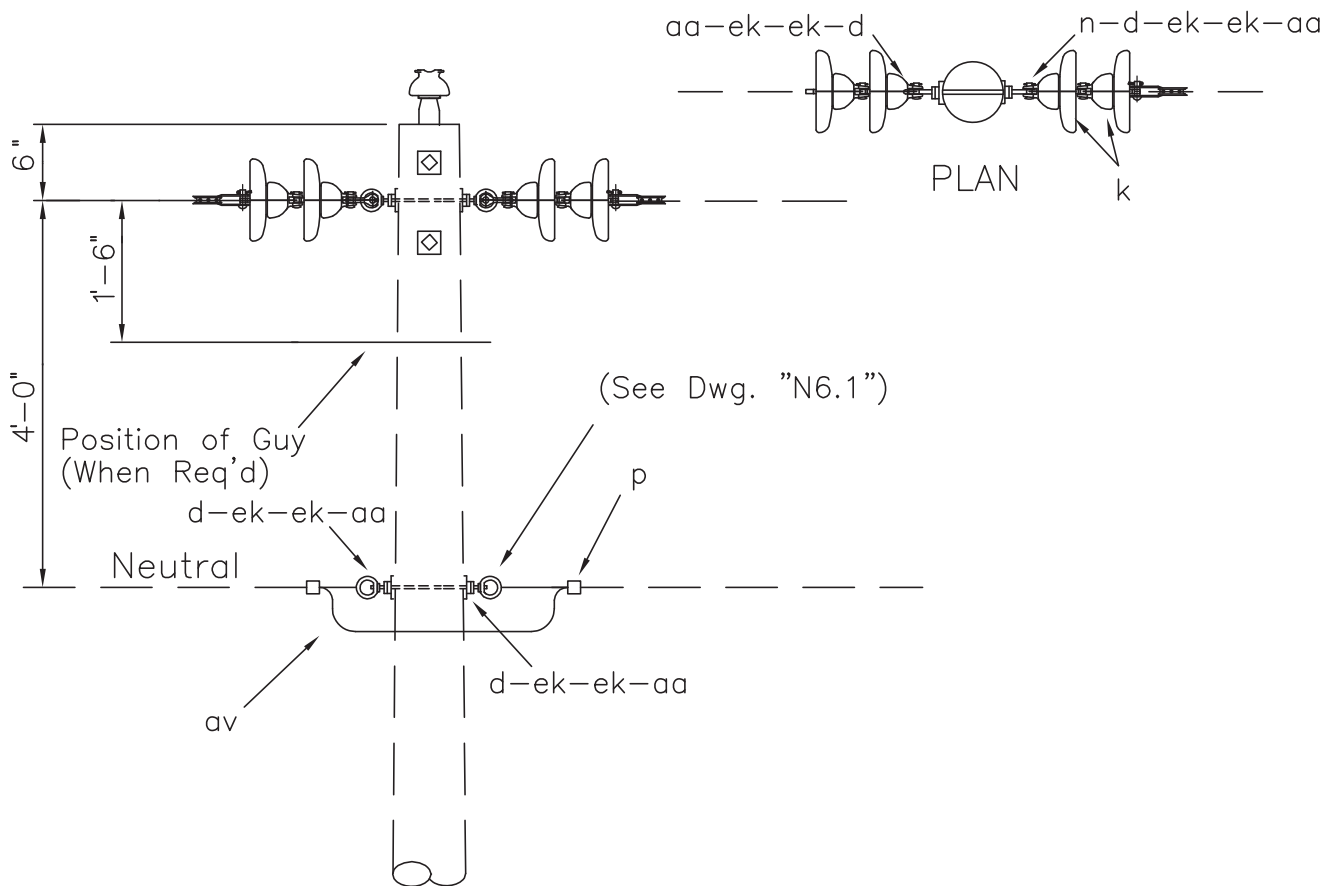 aa-ek-ek-d
n-d-ek-ek-aa
PLAN
k
6"
1'-6"
4'-0"
(See Dwg. "N6.1")
Position of Guy
(When Req'd)
p
d-ek-ek-aa
Neutral
d-ek-ek-aa
av